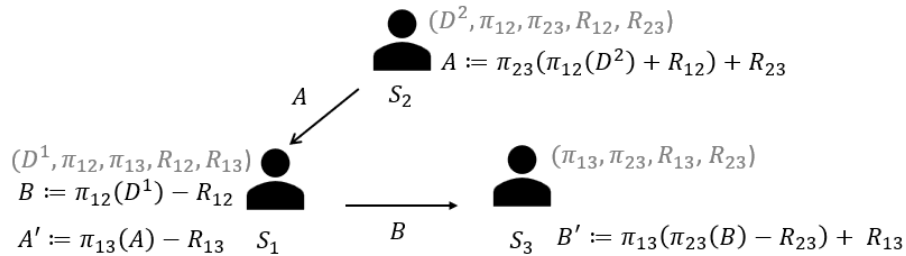 (D², π₁₂, π₂₃, R₁₂, R₂₃)
A ≔ π₂₃(π₁₂(D²) + R₁₂) + R₂₃
A
S₂
(D¹, π₁₂, π₁₃, R₁₂, R₁₃)
B ≔ π₁₂(D¹) − R₁₂
A′ ≔ π₁₃(A) − R₁₃
S₁
B
(π₁₃, π₂₃, R₁₃, R₂₃)
S₃
B′ ≔ π₁₃(π₂₃(B) − R₂₃) + R₁₃